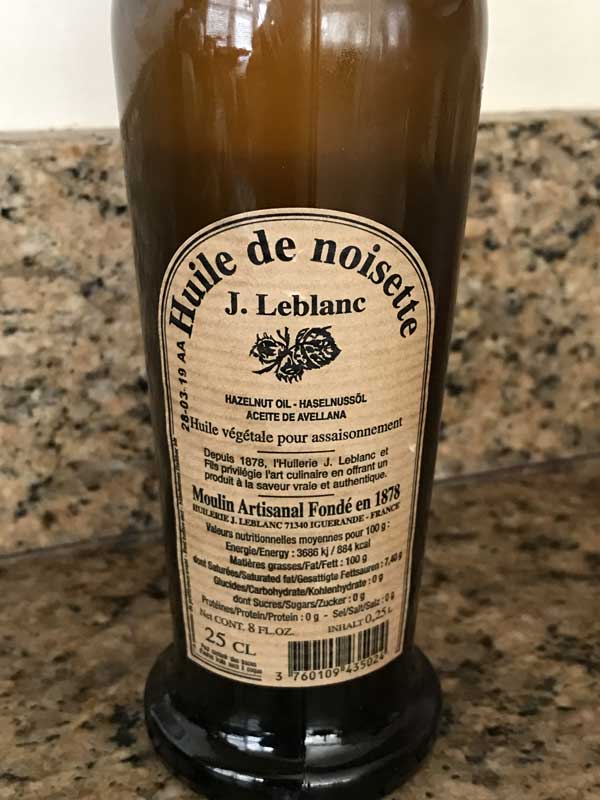 Huile de noisette
J. Leblanc
HAZELNUT OIL - HASELNUSSÖL
ACEITE DE AVELLANA
Huile végétale pour assaisonnement
Depuis 1878, l'Huilerie J. Leblanc et
Fils privilégie l'art culinaire en offrant un
produit à la saveur vraie et authentique.
Moulin Artisanal Fondé en 1878
HUILERIE J. LEBLANC 71340 IGUERANDE - FRANCE
Valeurs nutritionnelles moyennes pour 100 g :
Energie/Energy : 3686 kj / 884 kcal
Matières grasses/Fat/Fett : 100 g
dont Saturées/Saturated fat/Gesattigte Fettsauren : 7,40 g
Glucides/Carbohydrate/Kohlenhydrate : 0 g
dont Sucres/Sugars/Zucker : 0 g
Protéines/Protein/Protein : 0 g - Sel/Salt/Salz : 0 g
Net CONT. 8 FL.OZ. INHALT 0,25 L
25 CL
3 760109 435024
28-03-19 AA